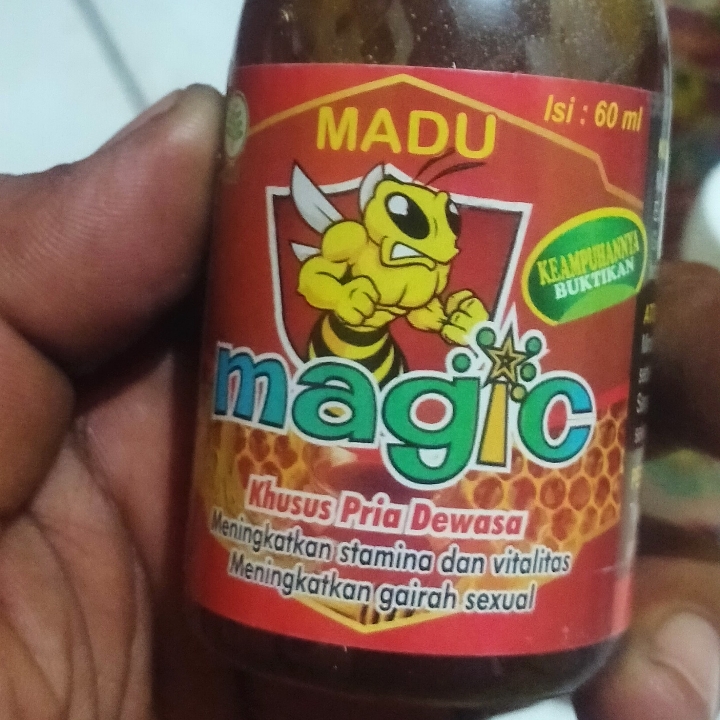 MADU
Isi : 60 ml
KEAMPUHANNYA
BUKTIKAN
magic
Khusus Pria Dewasa
Meningkatkan stamina dan vitalitas
Meningkatkan gairah sexual